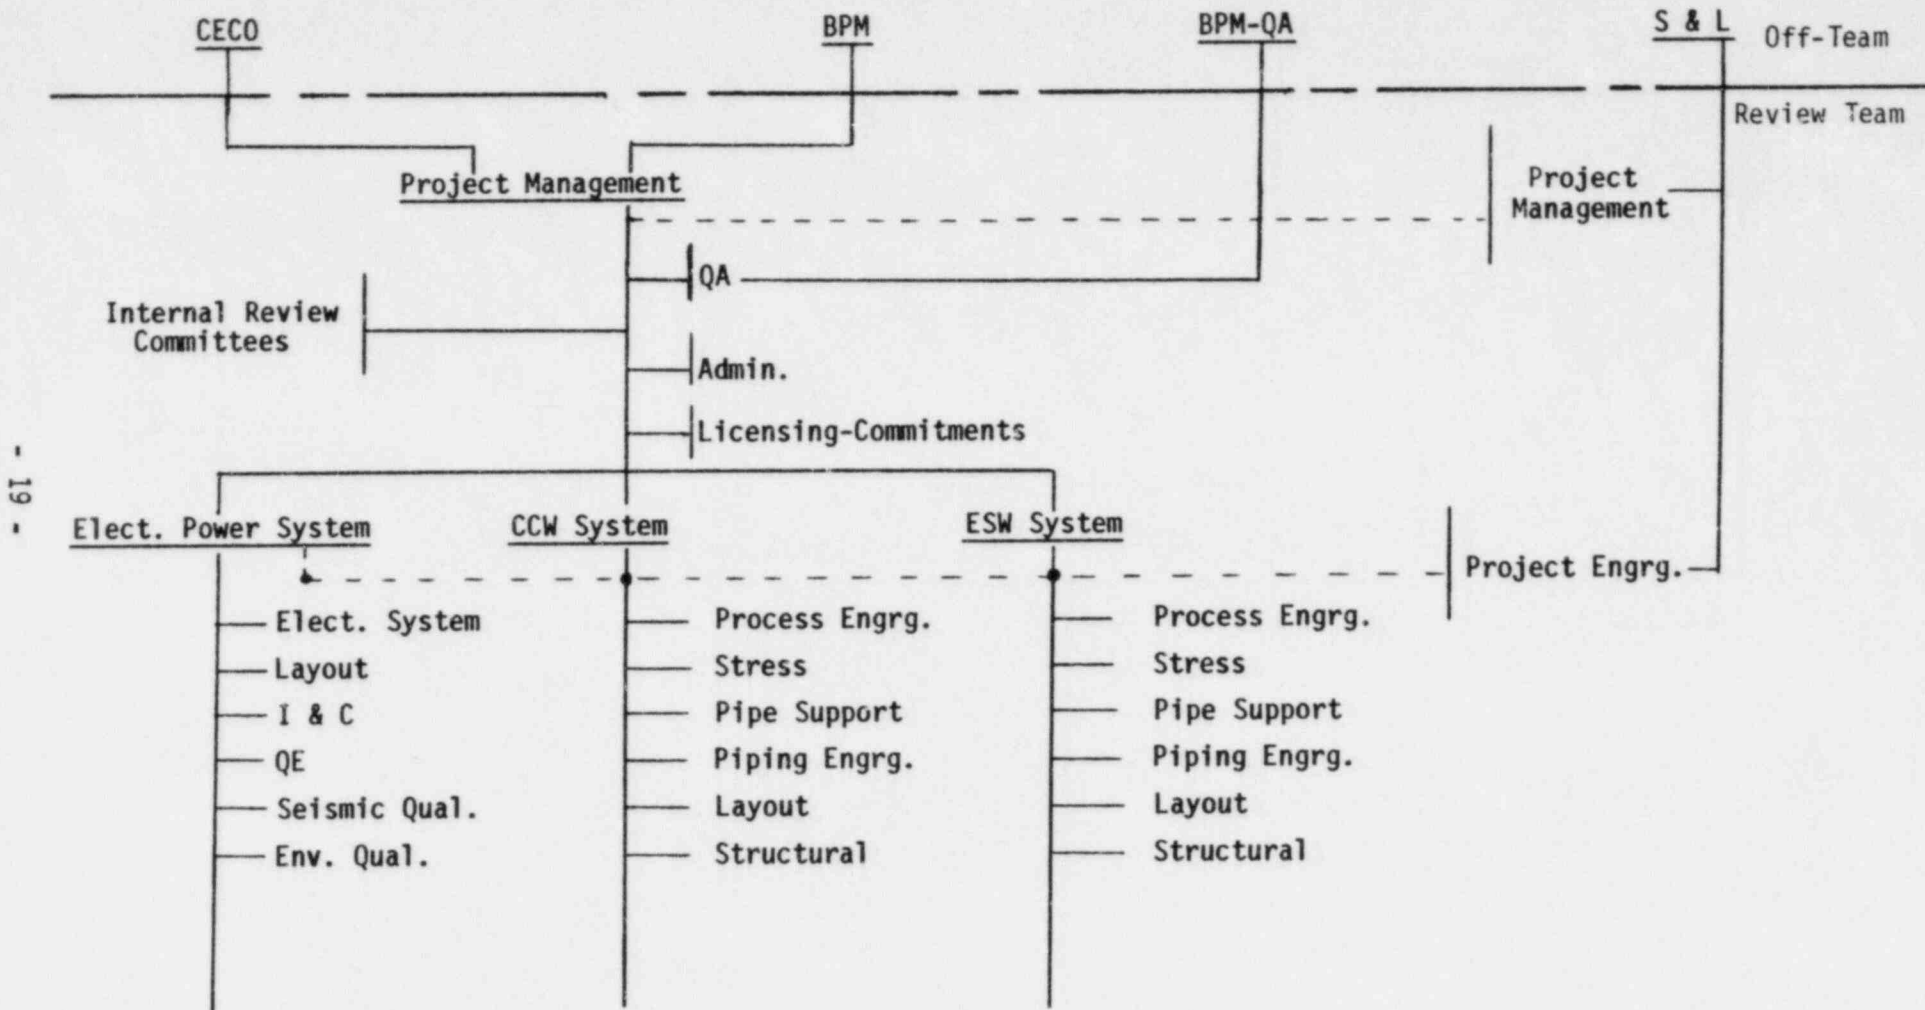 CECO
BPM
BPM-QA
S & L
Off-Team
Review Team
Project Management
Project
Management
QA
Internal Review
Committees
Admin.
Licensing-Commitments
- 19 -
Elect. Power System
CCW System
ESW System
Project Engrg.
Elect. System
Layout
I & C
QE
Seismic Qual.
Env. Qual.
Process Engrg.
Stress
Pipe Support
Piping Engrg.
Layout
Structural
Process Engrg.
Stress
Pipe Support
Piping Engrg.
Layout
Structural